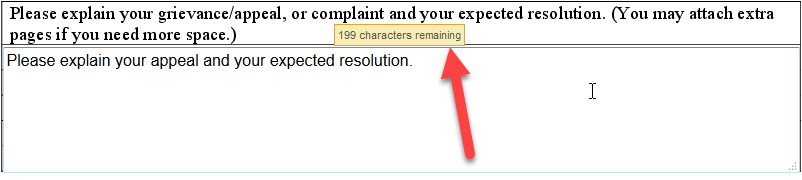 Please explain your grievance/appeal, or complaint and your expected resolution. (You may attach extra
pages if you need more space.)
199 characters remaining
Please explain your appeal and your expected resolution.